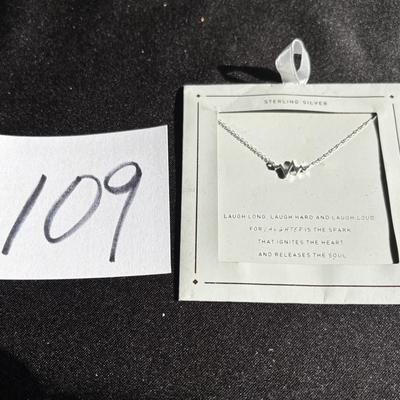 109
STERLING SILVER
LAUGH LONG, LAUGH HARD AND LAUGH LOUD
FOR LAUGHTER IS THE SPARK
THAT IGNITES THE HEART
AND RELEASES THE SOUL